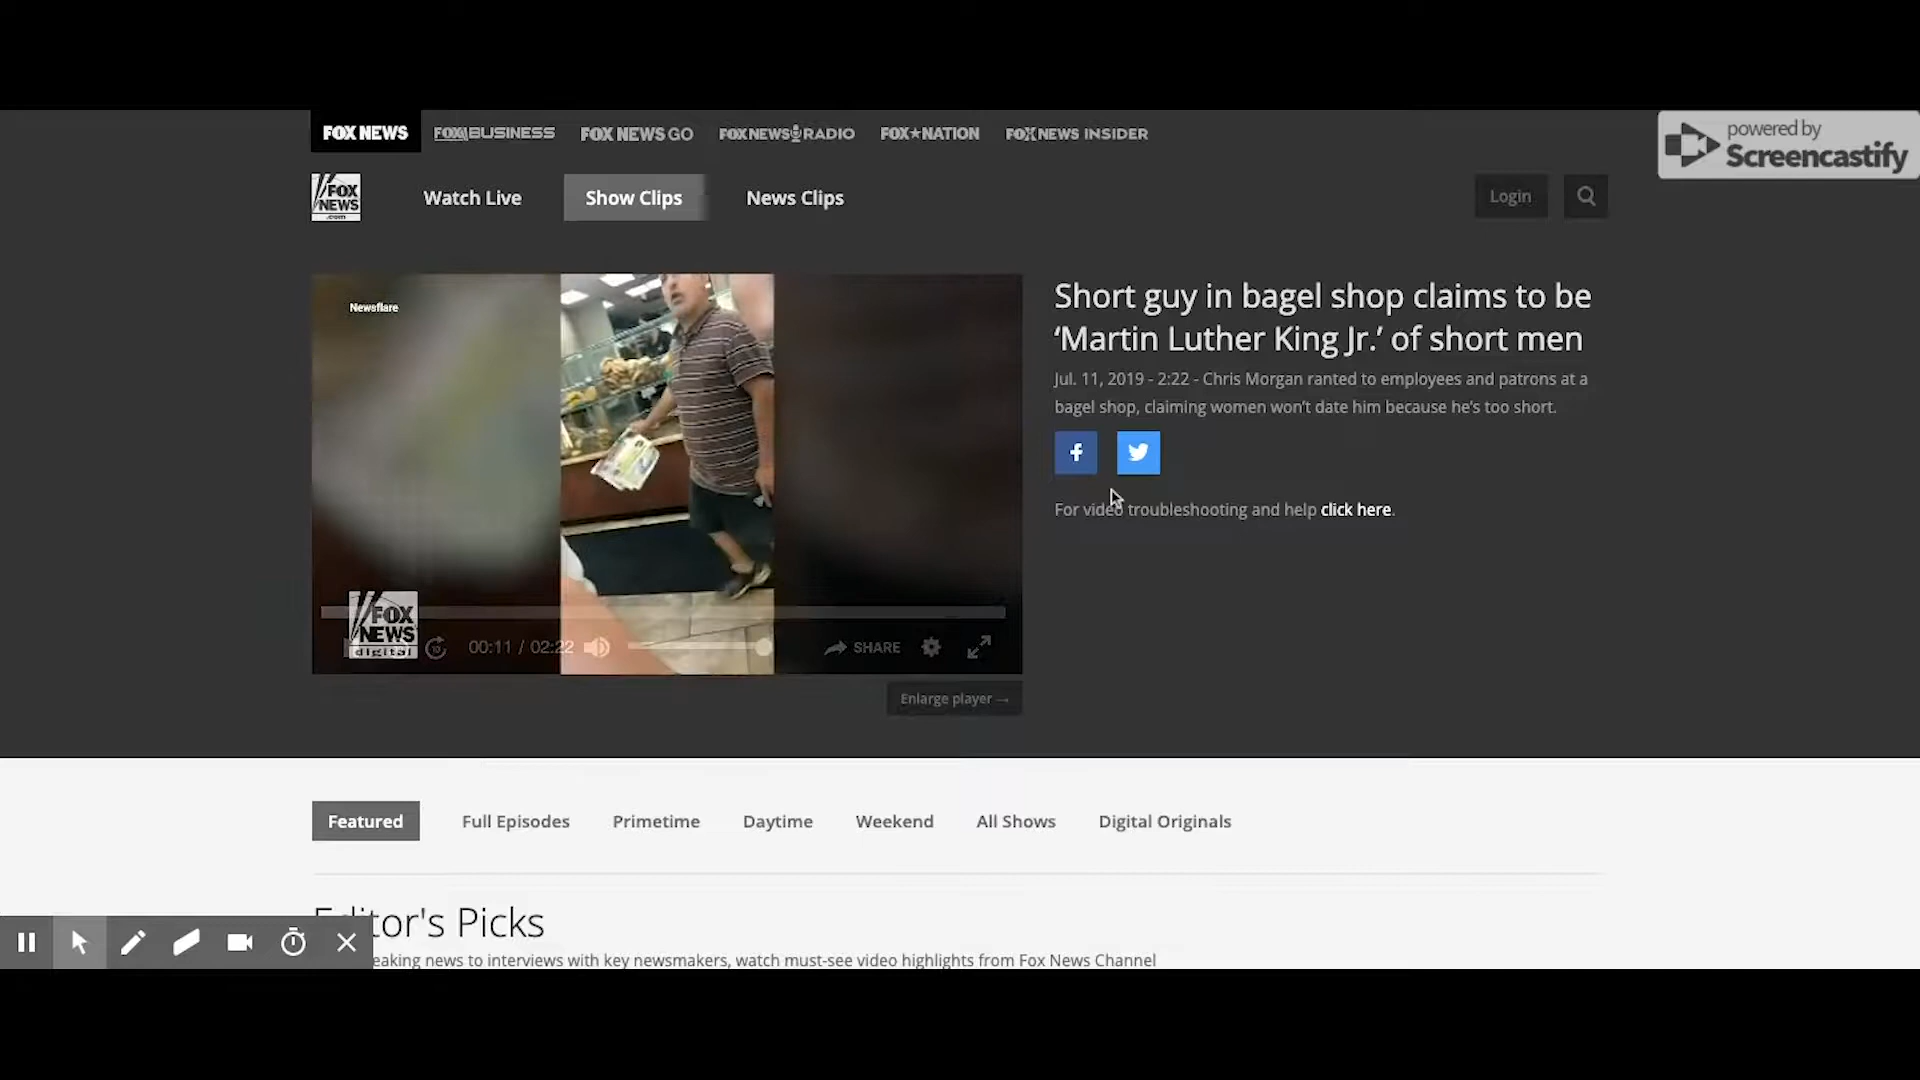 FOX NEWS
FOX BUSINESS
FOX NEWS GO
FOX NEWS RADIO
FOX NATION
FOX NEWS INSIDER
powered by
Screencastify
FOX
NEWS
.com
Watch Live
Show Clips
News Clips
Login
Newsflare
Short guy in bagel shop claims to be
‘Martin Luther King Jr.’ of short men
Jul. 11, 2019 - 2:22 - Chris Morgan ranted to employees and patrons at a
bagel shop, claiming women won’t date him because he’s too short.
For video troubleshooting and help click here.
FOX
NEWS
digital
10
00:11 / 02:22
SHARE
Enlarge player →
Featured
Full Episodes
Primetime
Daytime
Weekend
All Shows
Digital Originals
Editor's Picks
eaking news to interviews with key newsmakers, watch must-see video highlights from Fox News Channel